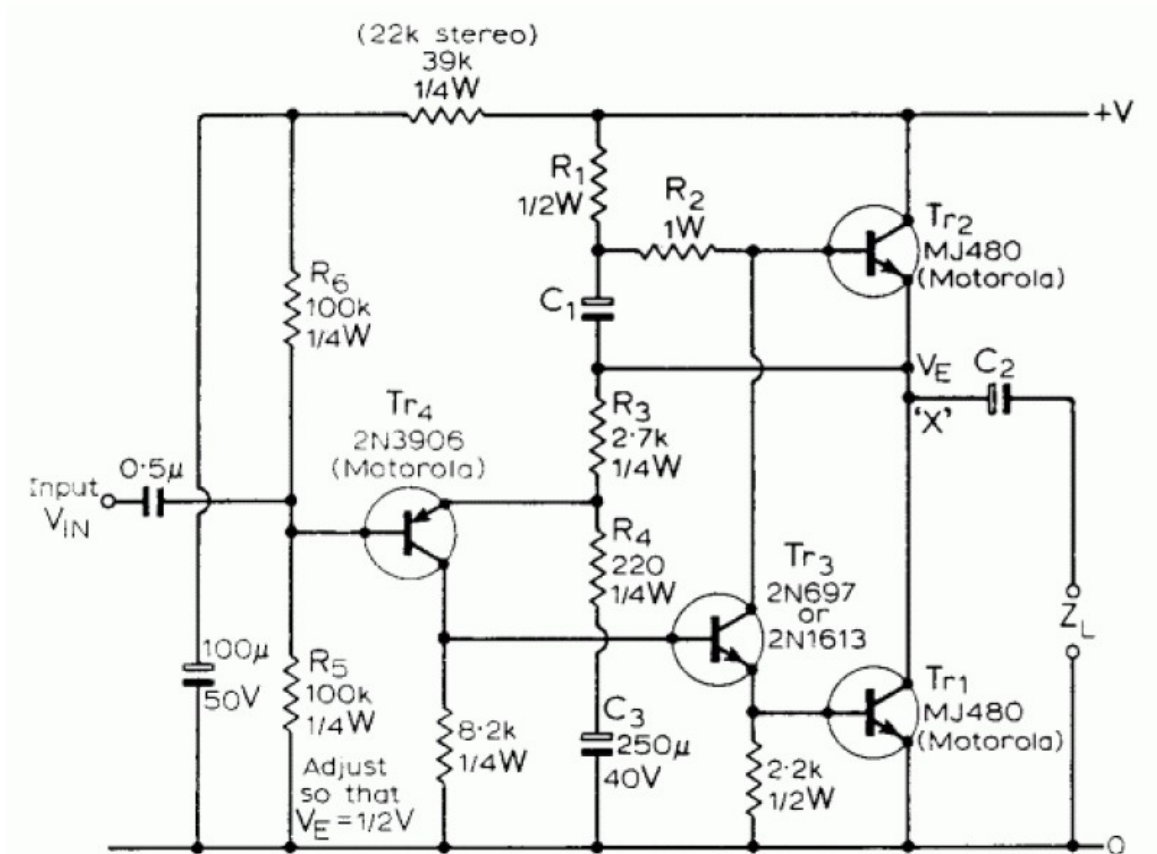 (22k stereo)
39k
1/4W
+V
R1
1/2W
R2
1W
Tr2
MJ480
(Motorola)
R6
100k
1/4W
C1
VE
C2
'X'
Tr4
2N3906
(Motorola)
R3
2·7k
1/4W
0·5μ
Input
VIN
R4
220
1/4W
Tr3
2N697
or
2N1613
ZL
100μ
50V
R5
100k
1/4W
Adjust
so that
VE=1/2V
8·2k
1/4W
C3
250μ
40V
2·2k
1/2W
Tr1
MJ480
(Motorola)
O